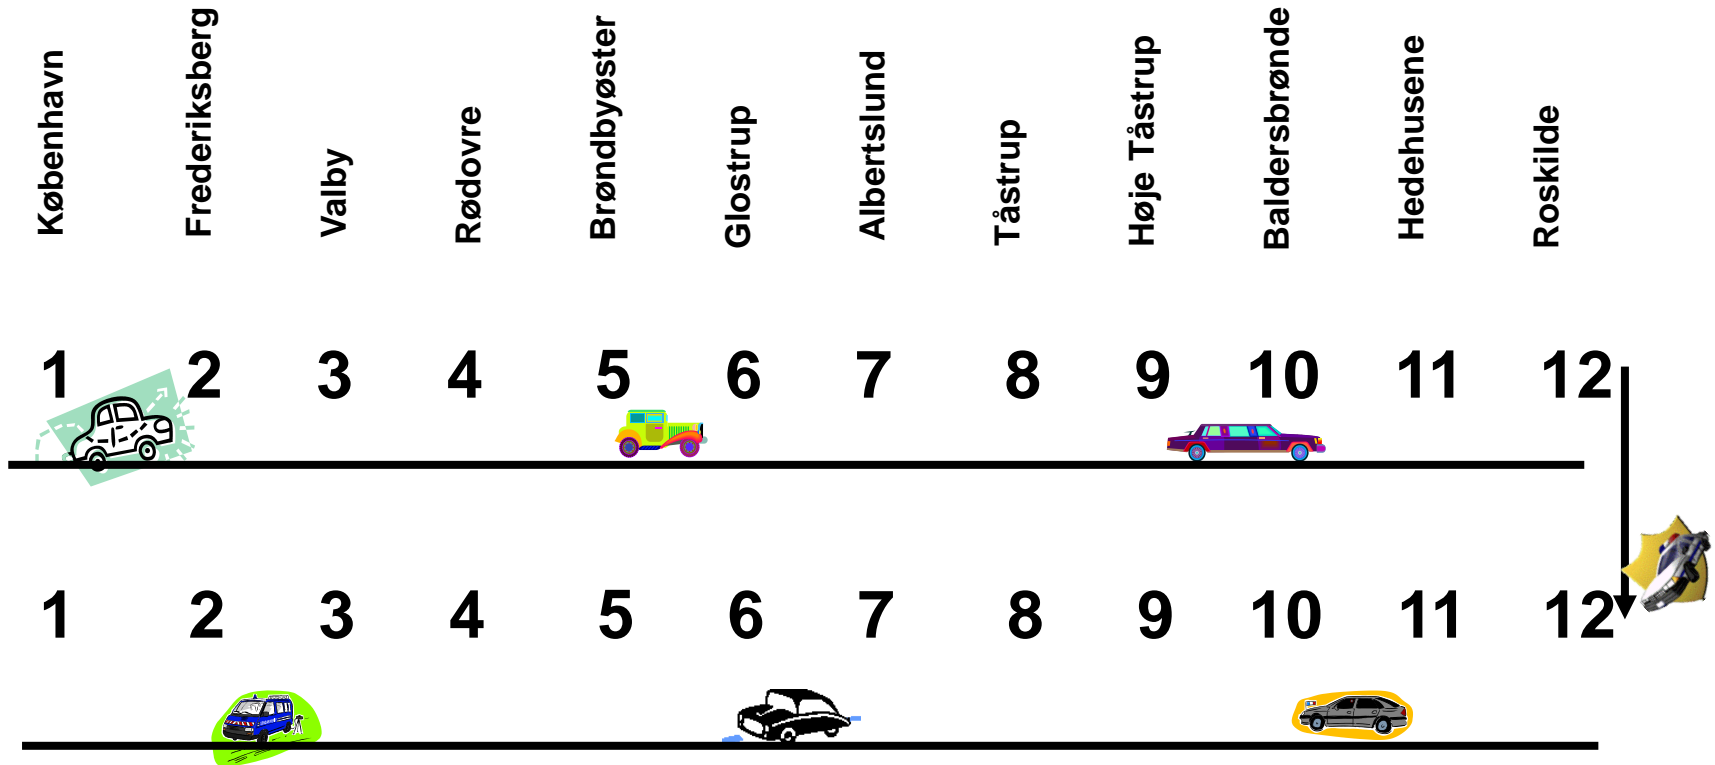 København
Frederiksberg
Valby
Rødovre
Brøndbyøster
Glostrup
Albertslund
Tåstrup
Høje Tåstrup
Baldersbrønde
Hedehusene
Roskilde
1 2 3 4 5 6 7 8 9 10 11 12
1 2 3 4 5 6 7 8 9 10 11 12